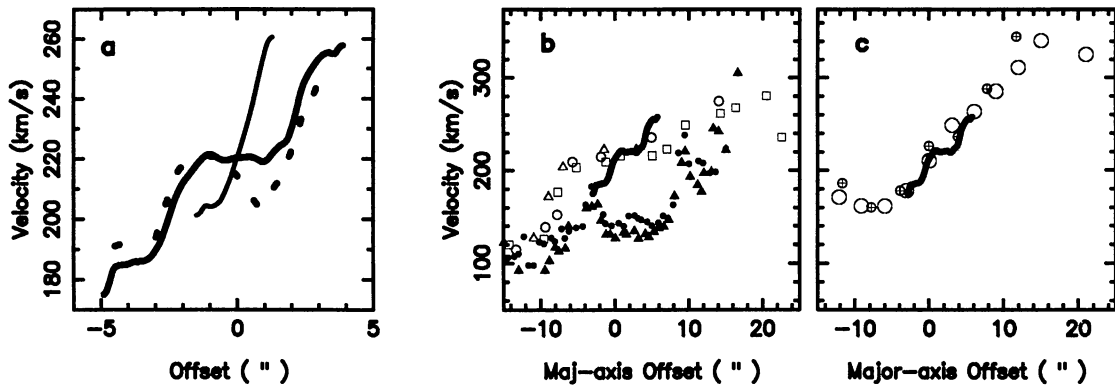 a
260
240
220
200
180
Velocity (km/s)
-5
0
5
Offset ( " )
b
300
200
100
Velocity (km/s)
-10
0
10
20
Maj-axis Offset ( " )
c
-10
0
10
20
Major-axis Offset ( " )